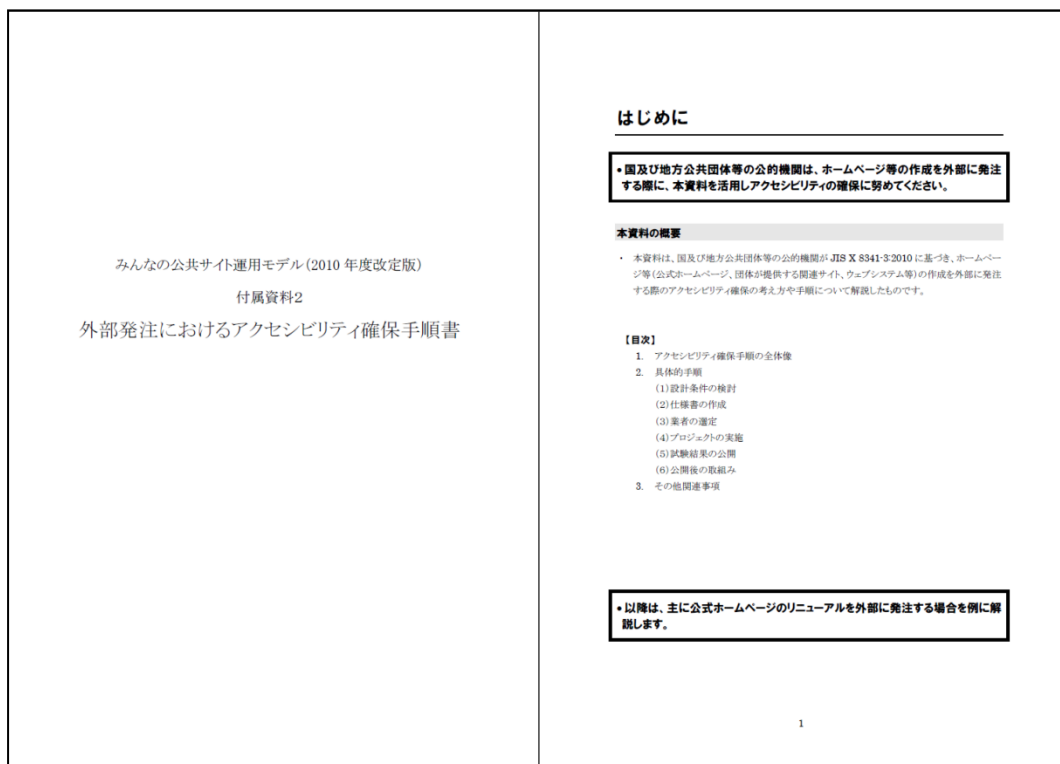 みんなの公共サイト運用モデル(2010 年度改定版)
付属資料2
外部発注におけるアクセシビリティ確保手順書
はじめに
•国及び地方公共団体等の公的機関は、ホームページ等の作成を外部に発注
する際に、本資料を活用しアクセシビリティの確保に努めてください。
本資料の概要
・ 本資料は、国及び地方公共団体等の公的機関が JIS X 8341-3:2010 に基づき、ホームペー
ジ等(公式ホームページ、団体が提供する関連サイト、ウェブシステム等)の作成を外部に発注
する際のアクセシビリティ確保の考え方や手順について解説したものです。
【目次】
1. アクセシビリティ確保手順の全体像
2. 具体的手順
(1)設計条件の検討
(2)仕様書の作成
(3)業者の選定
(4)プロジェクトの実施
(5)試験結果の公開
(6)公開後の取組み
3. その他関連事項
•以降は、主に公式ホームページのリニューアルを外部に発注する場合を例に解
説します。
1